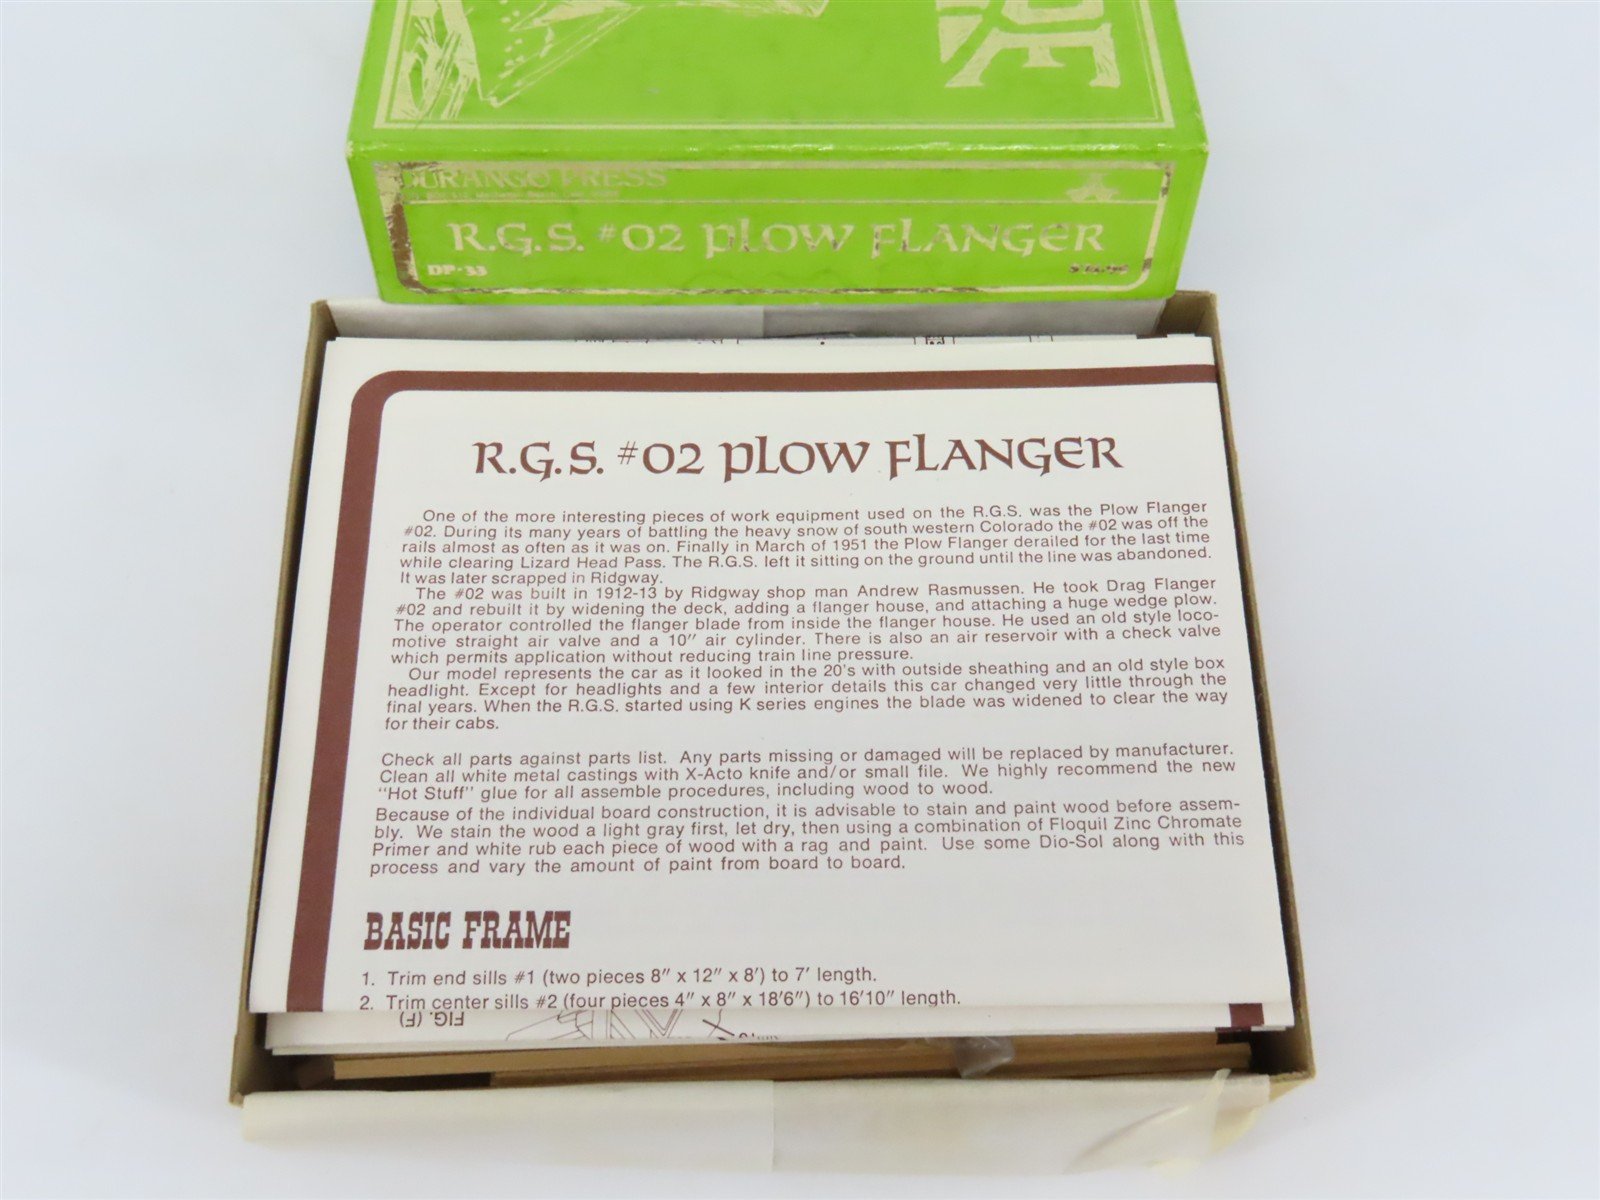 DURANGO PRESS
R.G.S. #02 PLOW FLANGER
DP-33
R.G.S. #02 PLOW FLANGER
One of the more interesting pieces of work equipment used on the R.G.S. was the Plow Flanger
#02. During its many years of battling the heavy snow of south western Colorado the #02 was off the
rails almost as often as it was on. Finally in March of 1951 the Plow Flanger derailed for the last time
while clearing Lizard Head Pass. The R.G.S. left it sitting on the ground until the line was abandoned.
It was later scrapped in Ridgway.
The #02 was built in 1912-13 by Ridgway shop man Andrew Rasmussen. He took Drag Flanger
#02 and rebuilt it by widening the deck, adding a flanger house, and attaching a huge wedge plow.
The operator controlled the flanger blade from inside the flanger house. He used an old style loco-
motive straight air valve and a 10" air cylinder. There is also an air reservoir with a check valve
which permits application without reducing train line pressure.
Our model represents the car as it looked in the 20's with outside sheathing and an old style box
headlight. Except for headlights and a few interior details this car changed very little through the
final years. When the R.G.S. started using K series engines the blade was widened to clear the way
for their cabs.
Check all parts against parts list. Any parts missing or damaged will be replaced by manufacturer.
Clean all white metal castings with X-Acto knife and/or small file. We highly recommend the new
"Hot Stuff" glue for all assemble procedures, including wood to wood.
Because of the individual board construction, it is advisable to stain and paint wood before assem-
bly. We stain the wood a light gray first, let dry, then using a combination of Floquil Zinc Chromate
Primer and white rub each piece of wood with a rag and paint. Use some Dio-Sol along with this
process and vary the amount of paint from board to board.
BASIC FRAME
1. Trim end sills #1 (two pieces 8" x 12" x 8') to 7' length.
2. Trim center sills #2 (four pieces 4" x 8" x 18'6") to 16'10" length.
FIG. (F)